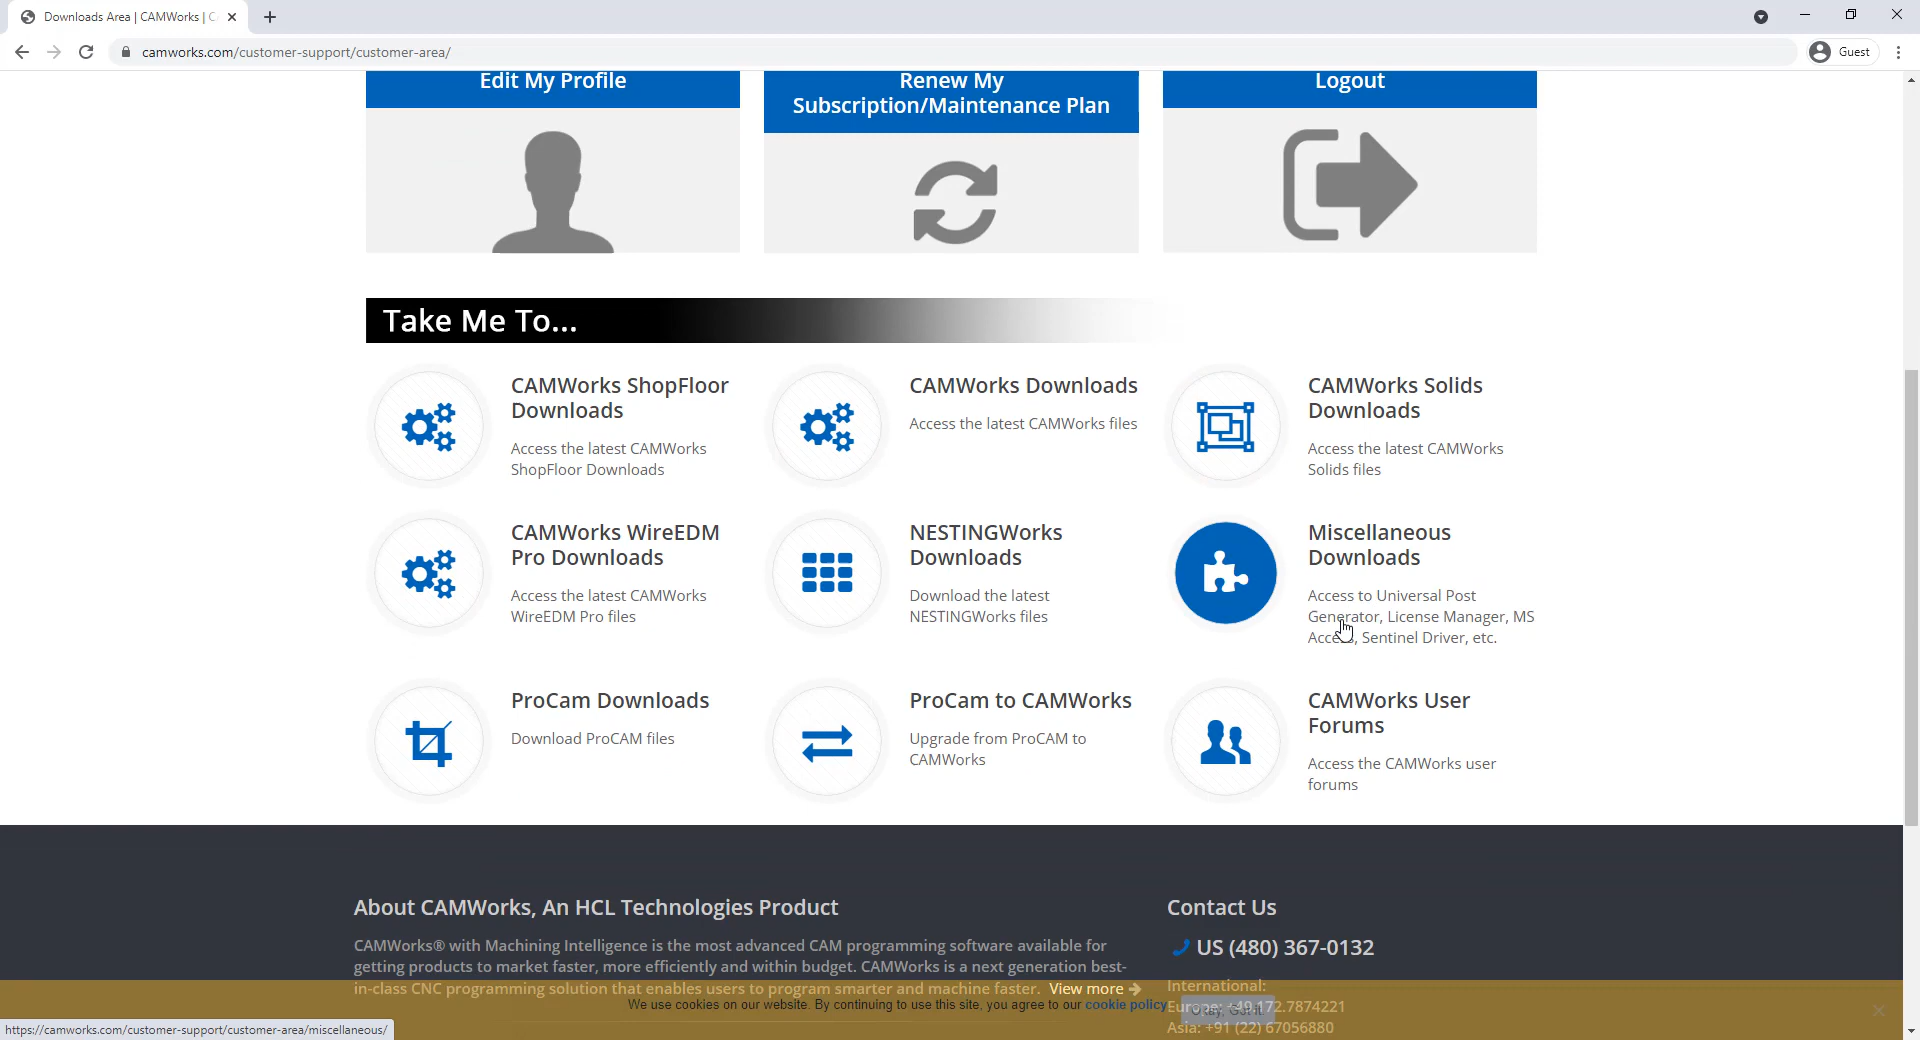 Downloads Area | CAMWorks | C
camworks.com/customer-support/customer-area/
Guest
Edit My Profile
Renew My
Subscription/Maintenance Plan
Logout
Take Me To...
CAMWorks ShopFloor
Downloads
Access the latest CAMWorks
ShopFloor Downloads
CAMWorks Downloads
Access the latest CAMWorks files
CAMWorks Solids
Downloads
Access the latest CAMWorks
Solids files
CAMWorks WireEDM
Pro Downloads
Access the latest CAMWorks
WireEDM Pro files
NESTINGWorks
Downloads
Download the latest
NESTINGWorks files
Miscellaneous
Downloads
Access to Universal Post
Generator, License Manager, MS
Access, Sentinel Driver, etc.
ProCam Downloads
Download ProCAM files
ProCam to CAMWorks
Upgrade from ProCAM to
CAMWorks
CAMWorks User
Forums
Access the CAMWorks user
forums
About CAMWorks, An HCL Technologies Product
CAMWorks® with Machining Intelligence is the most advanced CAM programming software available for
getting products to market faster, more efficiently and within budget. CAMWorks is a next generation best-
in-class CNC programming solution that enables users to program smarter and machine faster. View more
Contact Us
US (480) 367-0132
International:
Europe: +49.172.7874221
Asia: +91 (22) 67056880
We use cookies on our website. By continuing to use this site, you agree to our cookie policy
Okay, Got it.
https://camworks.com/customer-support/customer-area/miscellaneous/